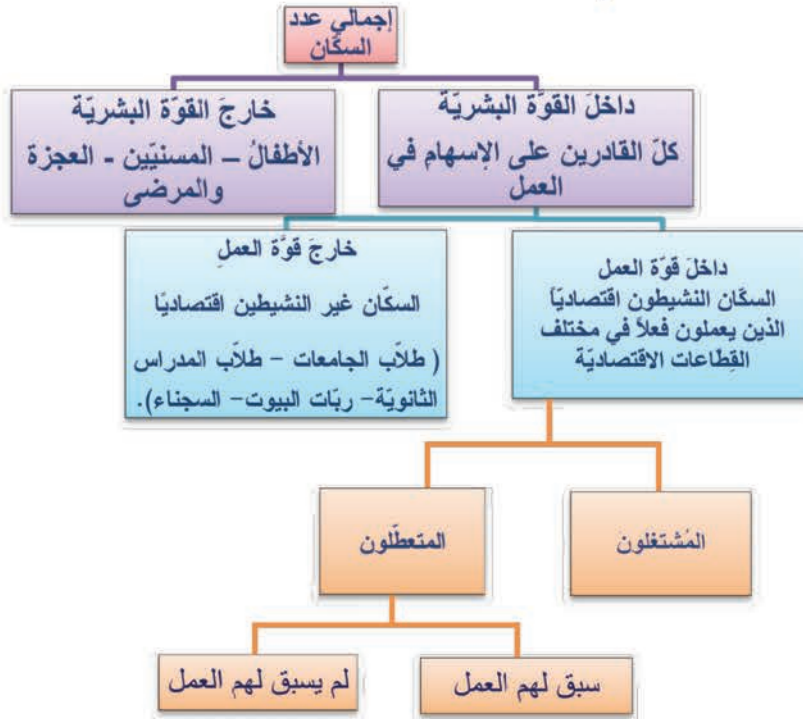 إجمالي عدد
السكّان
داخلَ القوّة البشريّة
كلّ القادرين على الإسهام في
العمل
خارجَ القوّة البشريّة
الأطفالُ – المسنيّين - العجزة
والمرضى
داخلَ قوّة العمل
السكّان النشيطون اقتصاديّاً
الذين يعملون فعلاً في مختلف
القِطاعات الاقتصاديّة
خارجَ قوَّة العملِ
السكّان غير النشيطين اقتصاديّا
( طلاّب الجامعات – طلاّب المدراس
الثانويّة– ربّات البيوت– السجناء).
المُشتغلون
المتعطّلون
سبق لهم العمل
لم يسبق لهم العمل